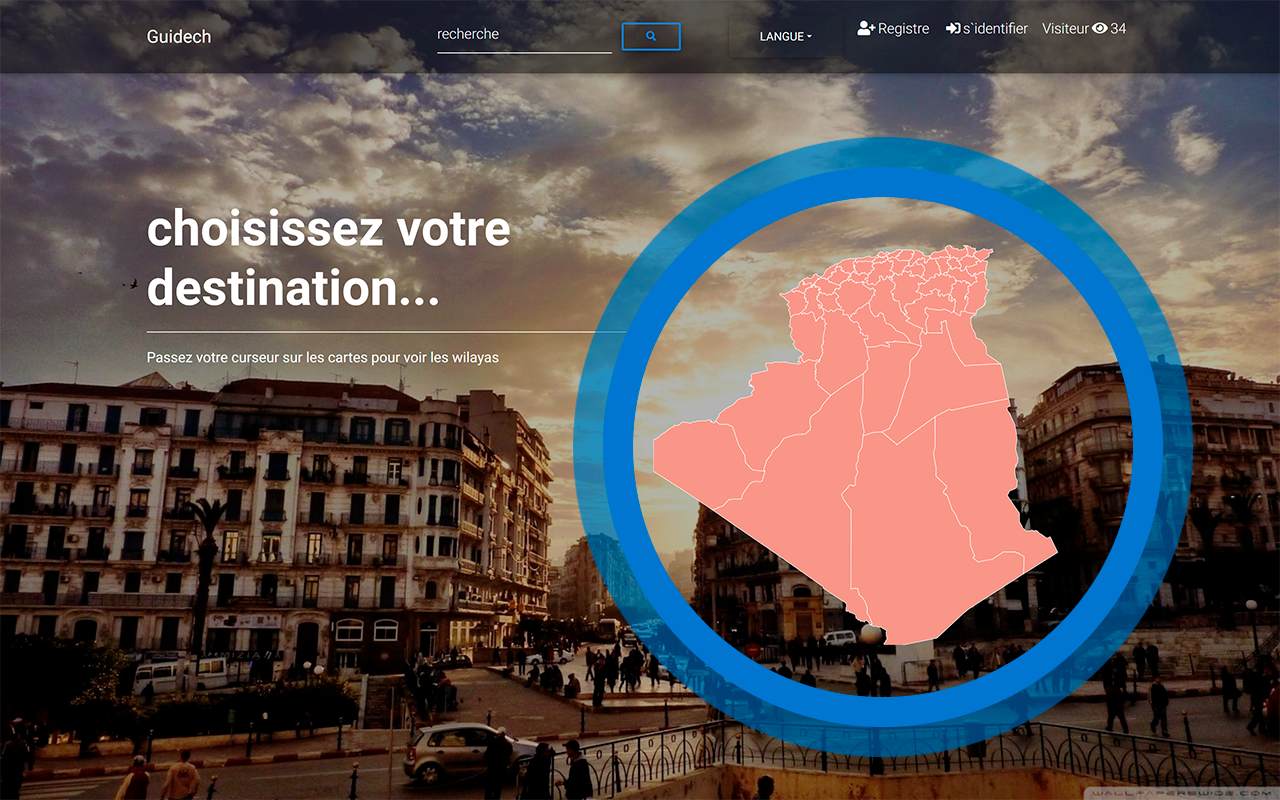 Guidech
recherche
LANGUE
Registre
s`identifier
Visiteur 34
choisissez votre
destination...
Passez votre curseur sur les cartes pour voir les wilayas
WALLPAPERSWIDE.COM